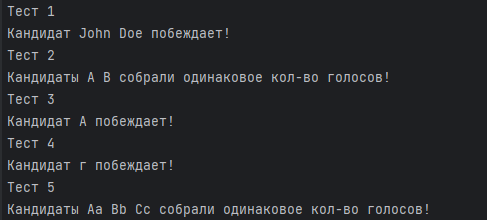 Тест 1
Кандидат John Doe побеждает!
Тест 2
Кандидаты A B собрали одинаковое кол-во голосов!
Тест 3
Кандидат A побеждает!
Тест 4
Кандидат г побеждает!
Тест 5
Кандидаты Aa Bb Cc собрали одинаковое кол-во голосов!